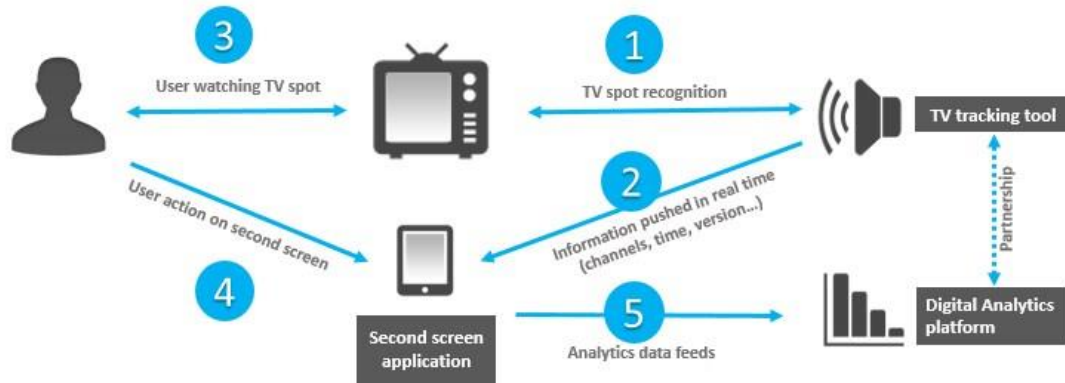 3
1
User watching TV spot
TV spot recognition
TV tracking tool
2
User action on second screen
Information pushed in real time
(channels, time, version...)
Partnership
4
5
Second screen
application
Analytics data feeds
Digital Analytics
platform